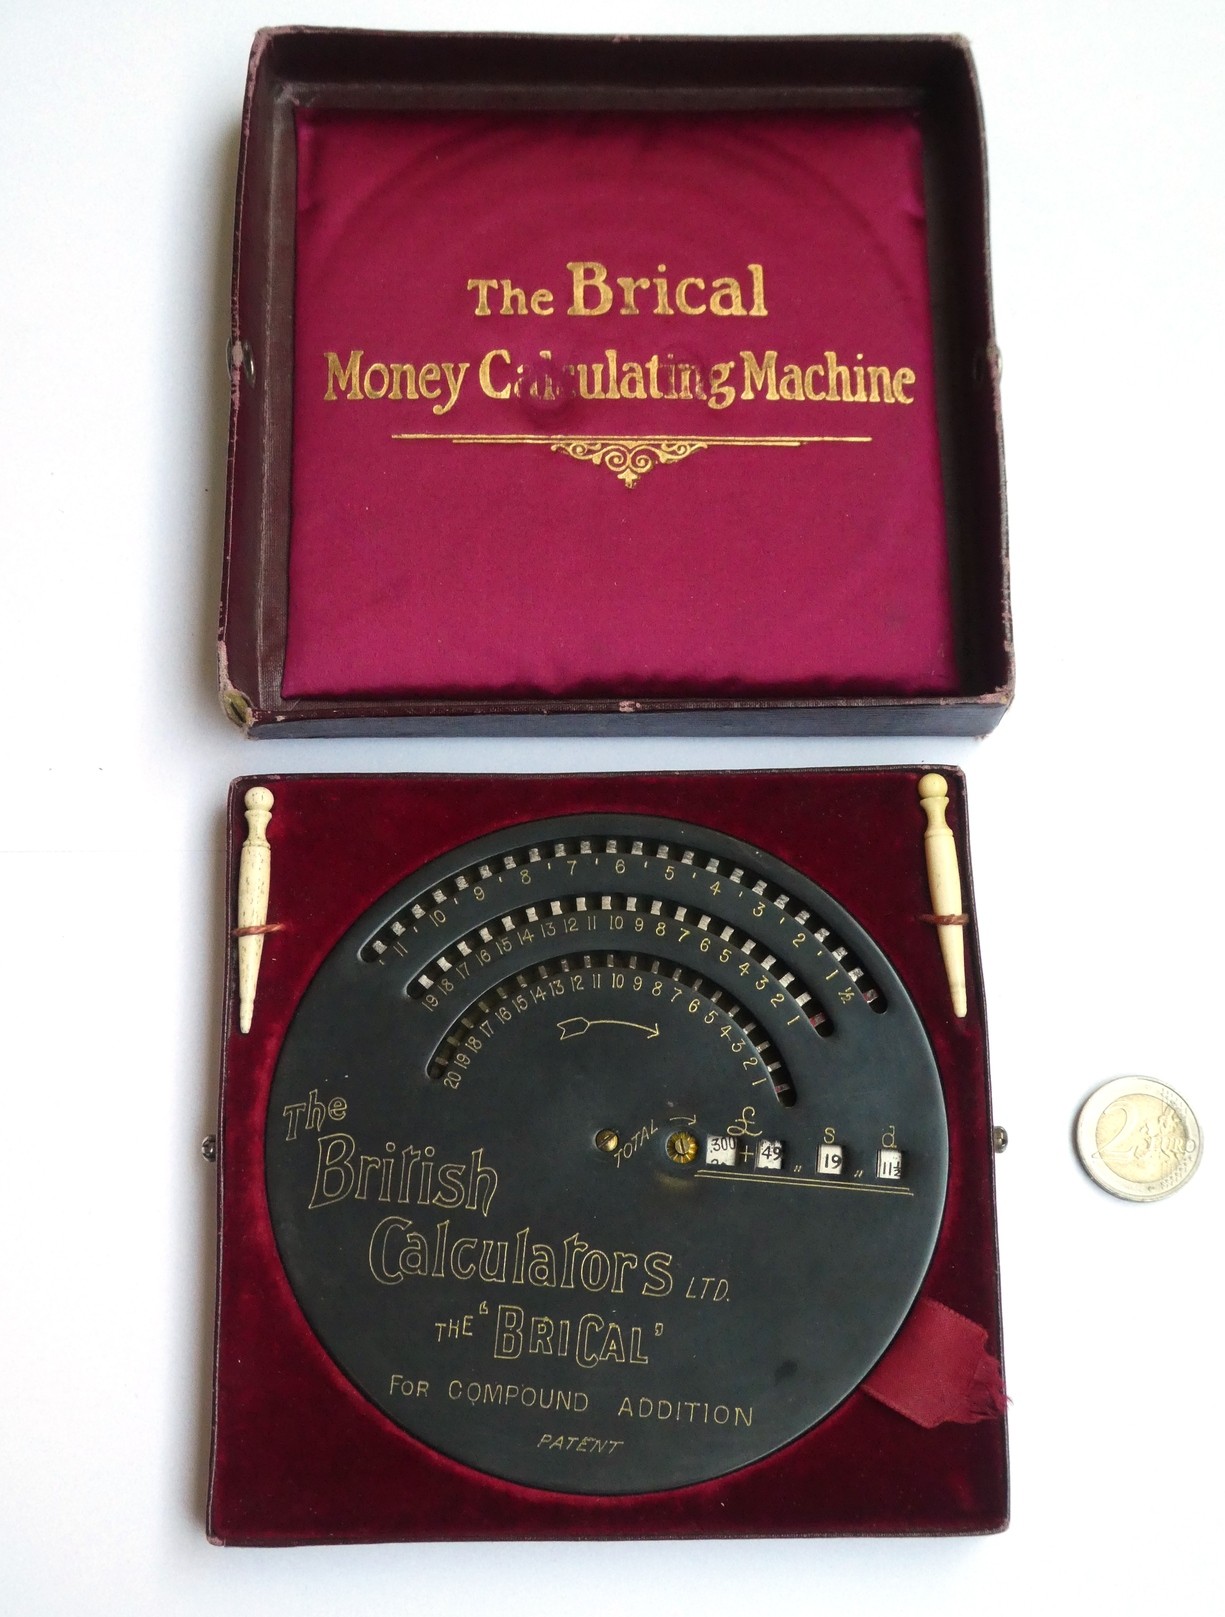 The Brical
Money Calculating Machine
11 ' 10 ' 9 ' 8 ' 7 ' 6 ' 5 ' 4 ' 3 ' 2 ' 1 ½
19 18 17 16 15 14 13 12 11 10 9 8 7 6 5 4 3 2 1
20 19 18 17 16 15 14 13 12 11 10 9 8 7 6 5 4 3 2 1
£ s d
TOTAL 300 + 49 " 19 " 11½
The
British
Calculators LTD.
THE "BRICAL"
FOR COMPOUND ADDITION
PATENT
2 EURO